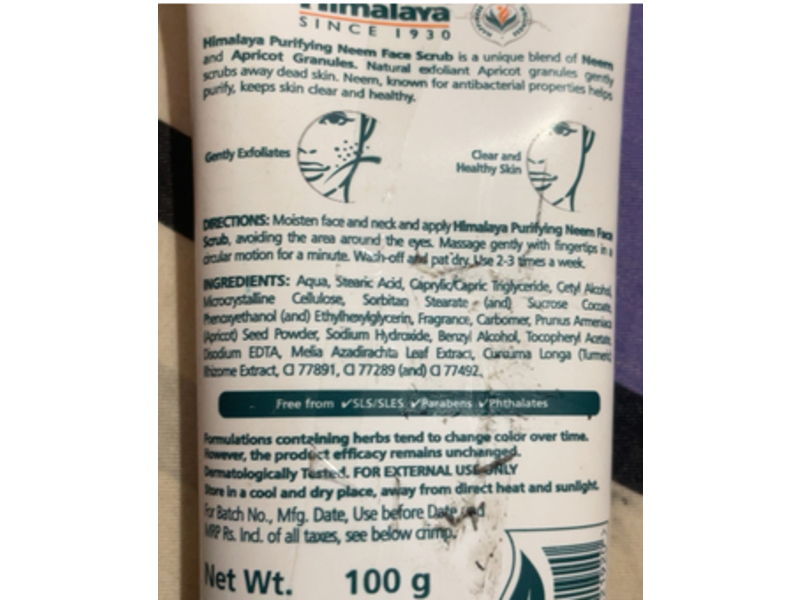 Himalaya
SINCE 1930
Himalaya Purifying Neem Face Scrub is a unique blend of Neem
and Apricot Granules. Natural exfoliant Apricot granules gently
scrubs away dead skin. Neem, known for antibacterial properties helps
purify, keeps skin clear and healthy.
Gently Exfoliates
Clear and
Healthy Skin
DIRECTIONS: Moisten face and neck and apply Himalaya Purifying Neem Face
Scrub, avoiding the area around the eyes. Massage gently with fingertips in a
circular motion for a minute. Wash-off and pat dry. Use 2-3 times a week.
INGREDIENTS: Aqua, Stearic Acid, Caprylic/Capric Triglyceride, Cetyl Alcohol,
Microcrystalline Cellulose, Sorbitan Stearate (and) Sucrose Cocoate,
Phenoxyethanol (and) Ethylhexylglycerin, Fragrance, Carbomer, Prunus Armeniaca
(Apricot) Seed Powder, Sodium Hydroxide, Benzyl Alcohol, Tocopheryl Acetate,
Disodium EDTA, Melia Azadirachta Leaf Extract, Curcuma Longa (Turmeric)
Rhizome Extract, CI 77891, CI 77289 (and) CI 77492.
Free from ✓SLS/SLES ✓Parabens ✓Phthalates
Formulations containing herbs tend to change color over time.
However, the product efficacy remains unchanged.
Dermatologically Tested. FOR EXTERNAL USE ONLY
Store in a cool and dry place, away from direct heat and sunlight.
For Batch No., Mfg. Date, Use before Date and
MRP Rs. Incl. of all taxes, see below crimp.
Net Wt. 100 g